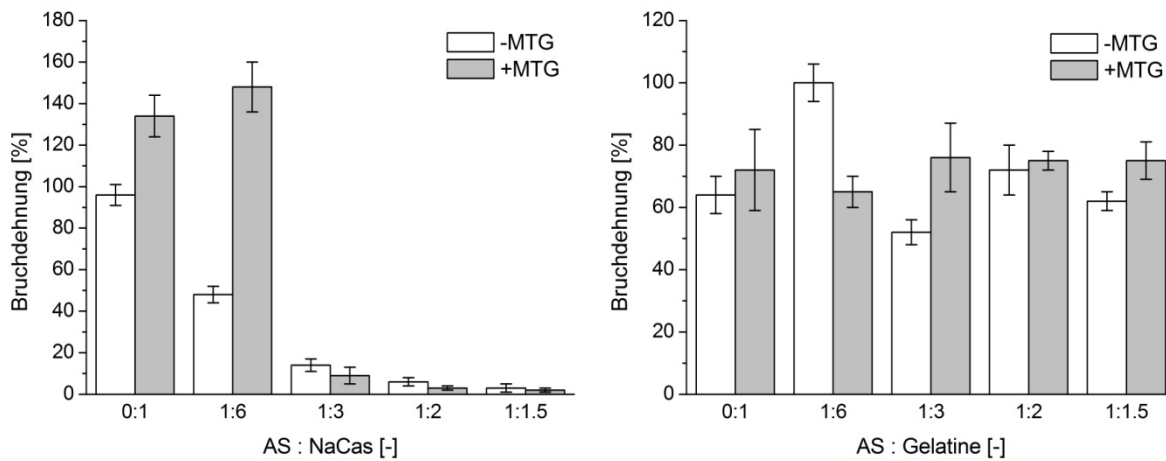 180
160
140
120
100
80
60
40
20
0
Bruchdehnung [%]
-MTG
+MTG
0:1 1:6 1:3 1:2 1:1.5
AS : NaCas [-]
120
100
80
60
40
20
0
Bruchdehnung [%]
-MTG
+MTG
0:1 1:6 1:3 1:2 1:1.5
AS : Gelatine [-]